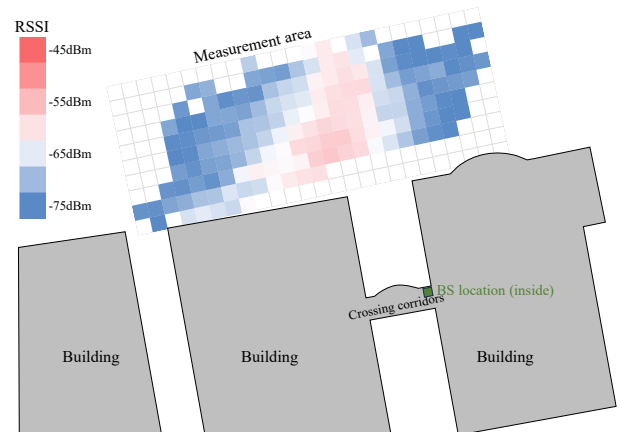 RSSI
Measurement area
-45dBm
-55dBm
-65dBm
-75dBm
BS location (inside)
Crossing corridors
Building
Building
Building